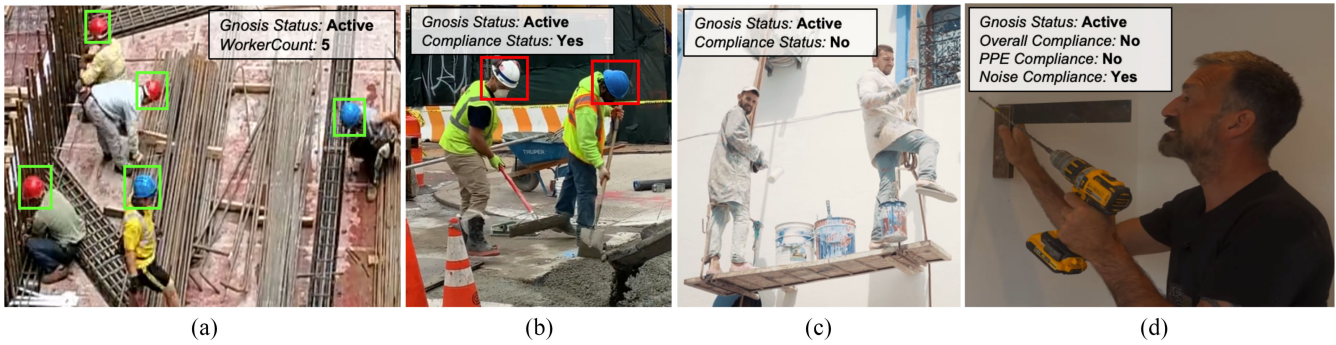 Gnosis Status: Active
WorkerCount: 5
Gnosis Status: Active
Compliance Status: Yes
TRUPER
Gnosis Status: Active
Compliance Status: No
Gnosis Status: Active
Overall Compliance: No
PPE Compliance: No
Noise Compliance: Yes
(a)
(b)
(c)
(d)